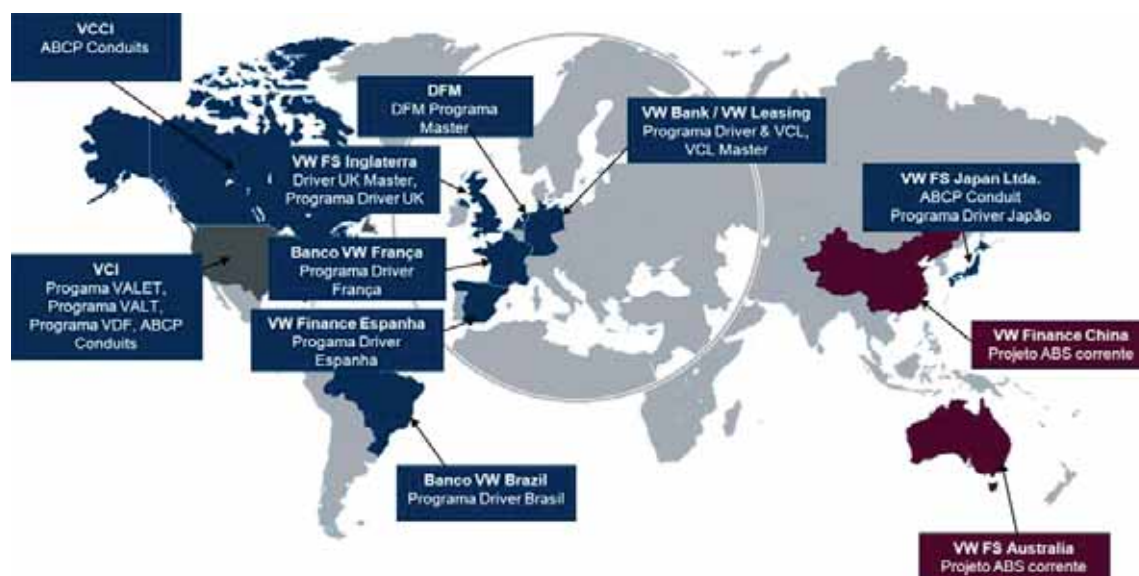 VCCI
ABCP Conduits
DFM
DFM Programa
Master
VW Bank / VW Leasing
Programa Driver & VCL,
VCL Master
VW FS Inglaterra
Driver UK Master,
Programa Driver UK
VW FS Japan Ltda.
ABCP Conduit
Programa Driver Japão
Banco VW França
Programa Driver
França
VCI
Progama VALET,
Programa VALT,
Programa VDF, ABCP
Conduits
VW Finance Espanha
Progama Driver
Espanha
VW Finance China
Projeto ABS corrente
Banco VW Brazil
Programa Driver Brasil
VW FS Australia
Projeto ABS corrente